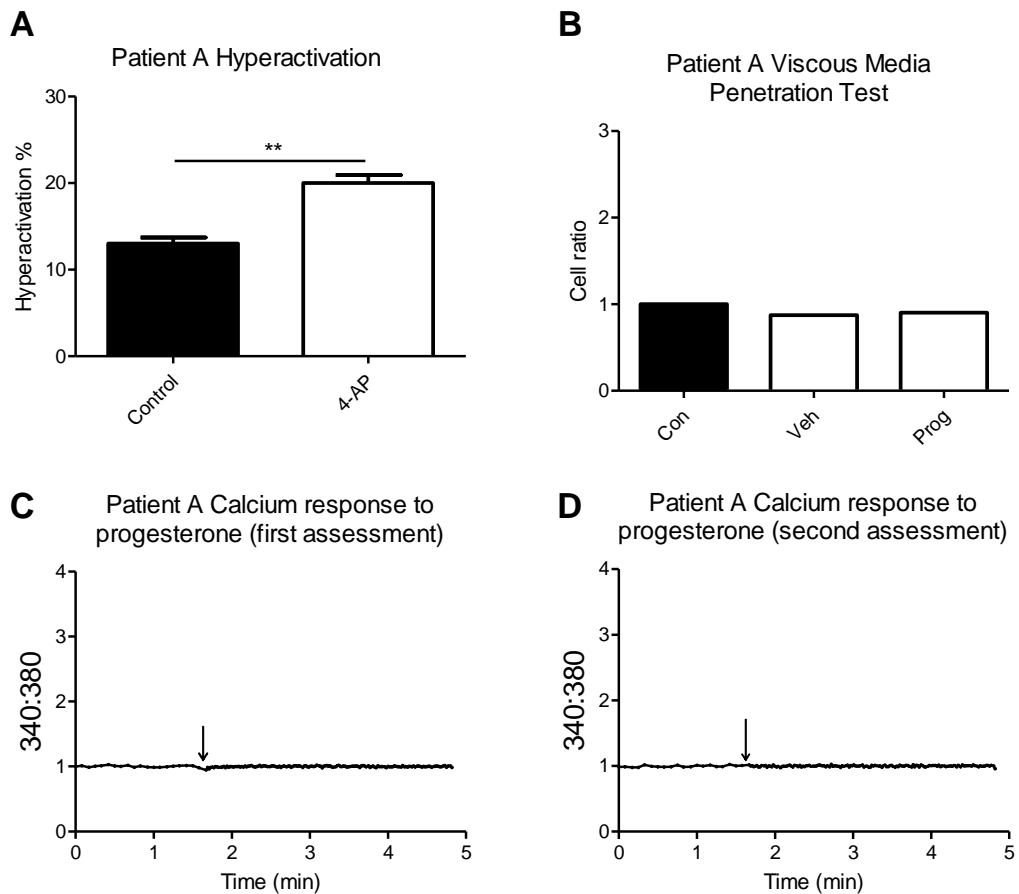 A
Patient A Hyperactivation
30
20
10
0
Hyperactivation %
**
Control
4-AP
B
Patient A Viscous Media
Penetration Test
3
2
1
0
Cell ratio
Con
Veh
Prog
C
Patient A Calcium response to
progesterone (first assessment)
4
3
2
1
0
340:380
0 1 2 3 4 5
Time (min)
D
Patient A Calcium response to
progesterone (second assessment)
4
3
2
1
0
340:380
0 1 2 3 4 5
Time (min)